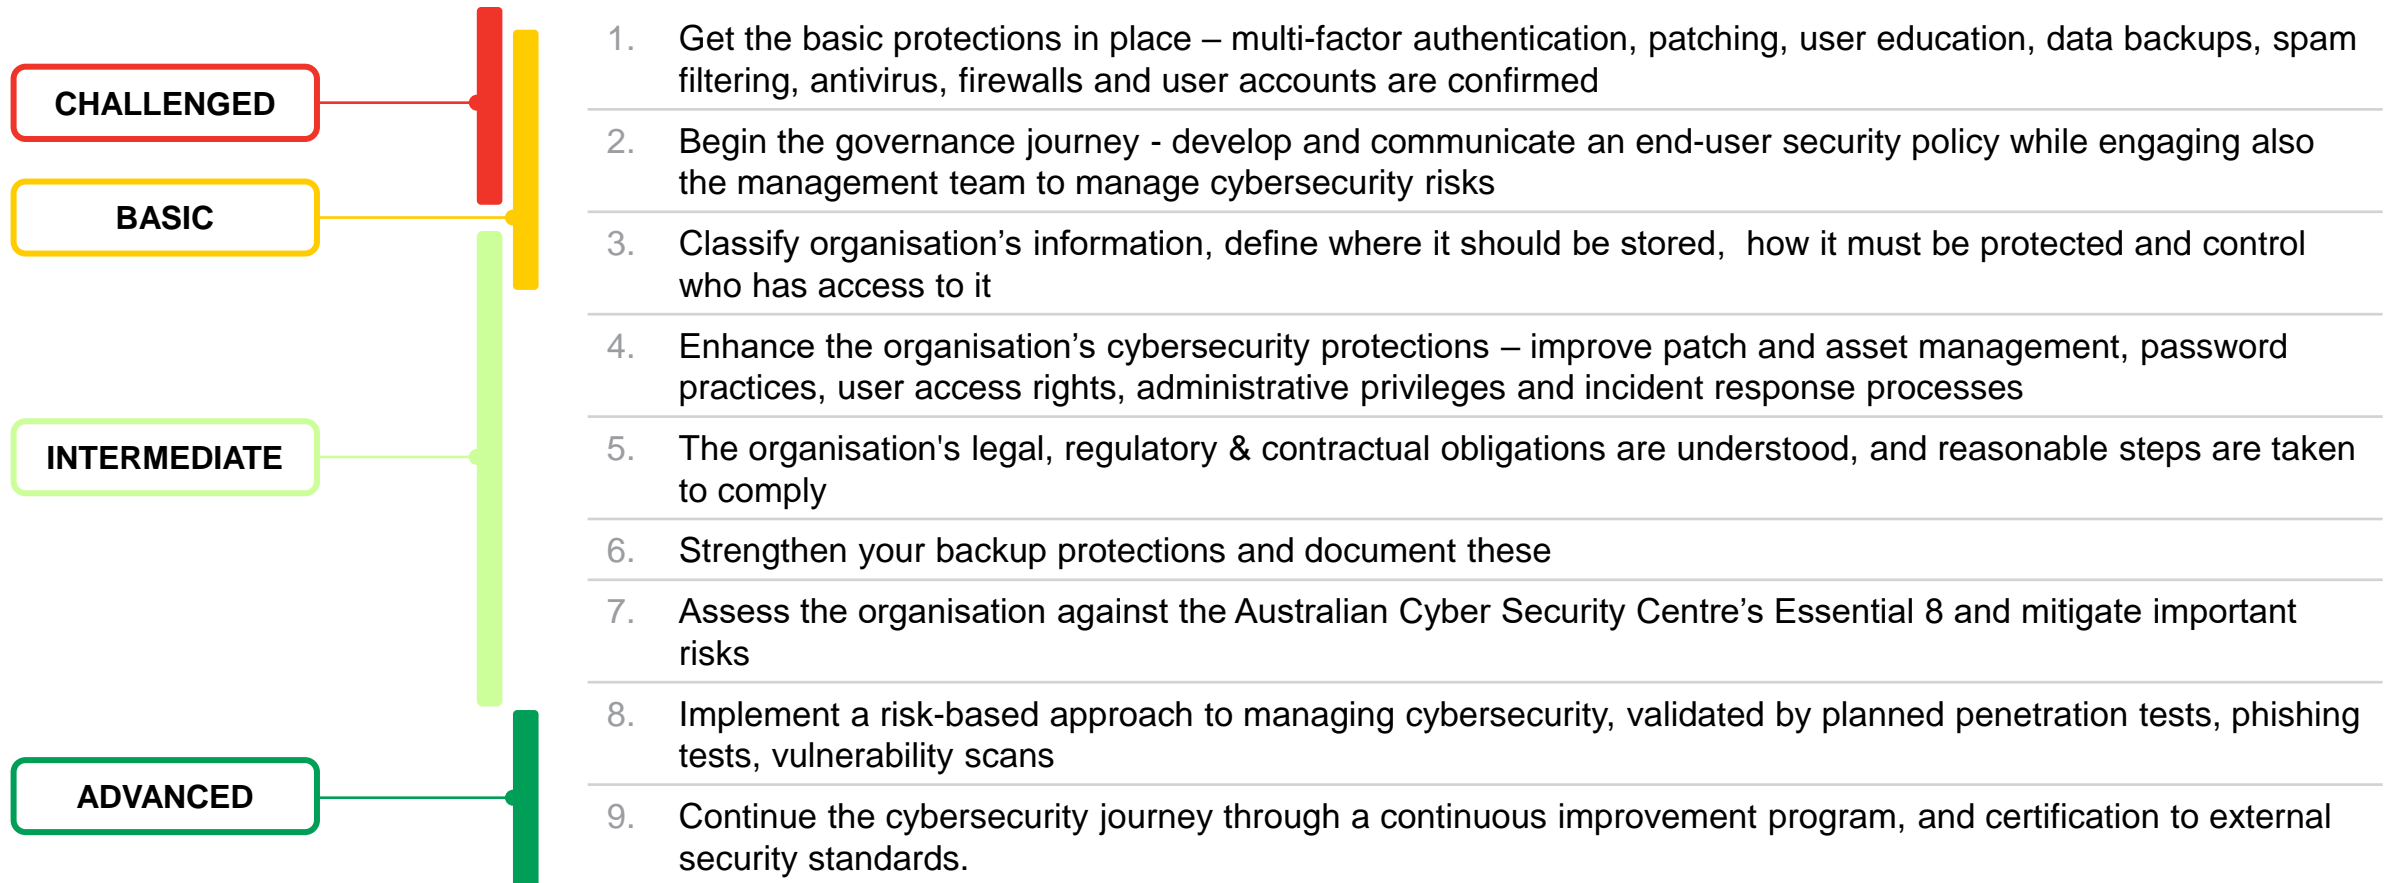 CHALLENGED
BASIC
INTERMEDIATE
ADVANCED
1. Get the basic protections in place – multi-factor authentication, patching, user education, data backups, spam
filtering, antivirus, firewalls and user accounts are confirmed
2. Begin the governance journey - develop and communicate an end-user security policy while engaging also
the management team to manage cybersecurity risks
3. Classify organisation’s information, define where it should be stored,  how it must be protected and control
who has access to it
4. Enhance the organisation’s cybersecurity protections – improve patch and asset management, password
practices, user access rights, administrative privileges and incident response processes
5. The organisation's legal, regulatory & contractual obligations are understood, and reasonable steps are taken
to comply
6. Strengthen your backup protections and document these
7. Assess the organisation against the Australian Cyber Security Centre’s Essential 8 and mitigate important
risks
8. Implement a risk-based approach to managing cybersecurity, validated by planned penetration tests, phishing
tests, vulnerability scans
9. Continue the cybersecurity journey through a continuous improvement program, and certification to external
security standards.